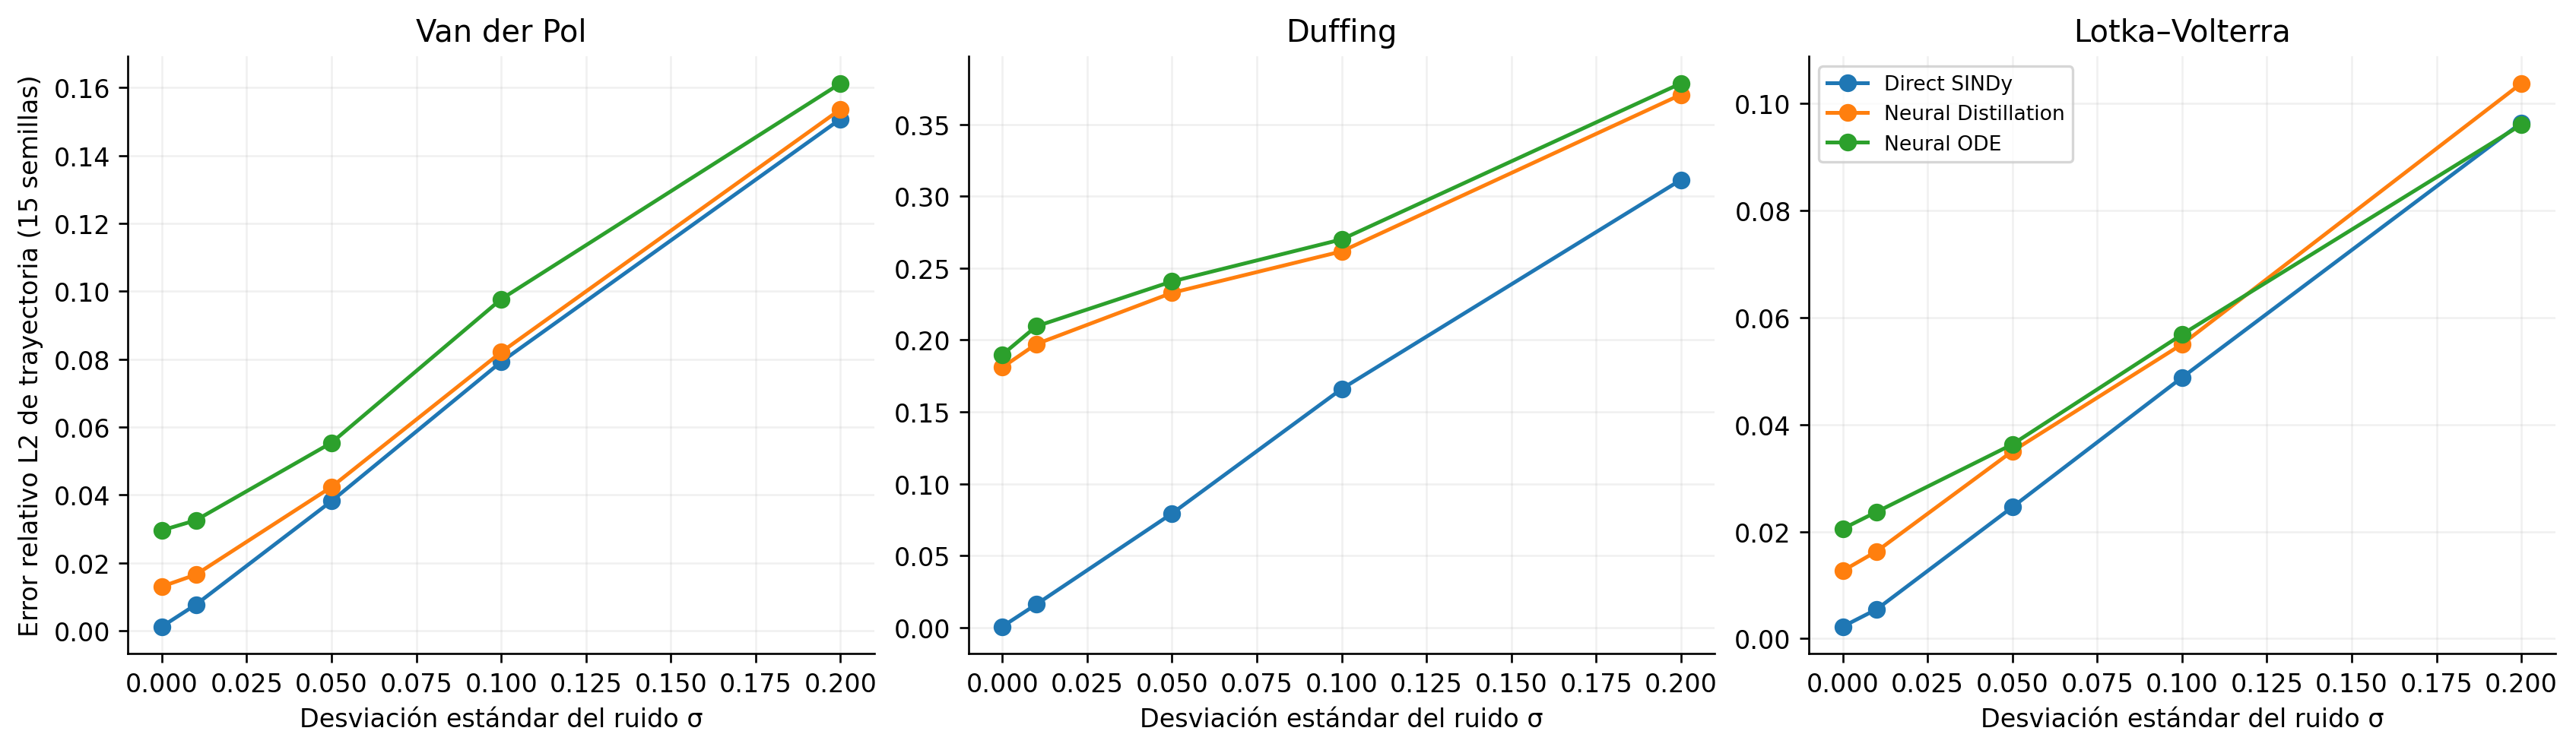 Van der Pol
Error relativo L2 de trayectoria (15 semillas)
0.16
0.14
0.12
0.10
0.08
0.06
0.04
0.02
0.00
0.000 0.025 0.050 0.075 0.100 0.125 0.150 0.175 0.200
Desviación estándar del ruido σ
Duffing
0.35
0.30
0.25
0.20
0.15
0.10
0.05
0.00
0.000 0.025 0.050 0.075 0.100 0.125 0.150 0.175 0.200
Desviación estándar del ruido σ
Lotka–Volterra
Direct SINDy
Neural Distillation
Neural ODE
0.10
0.08
0.06
0.04
0.02
0.00
0.000 0.025 0.050 0.075 0.100 0.125 0.150 0.175 0.200
Desviación estándar del ruido σ